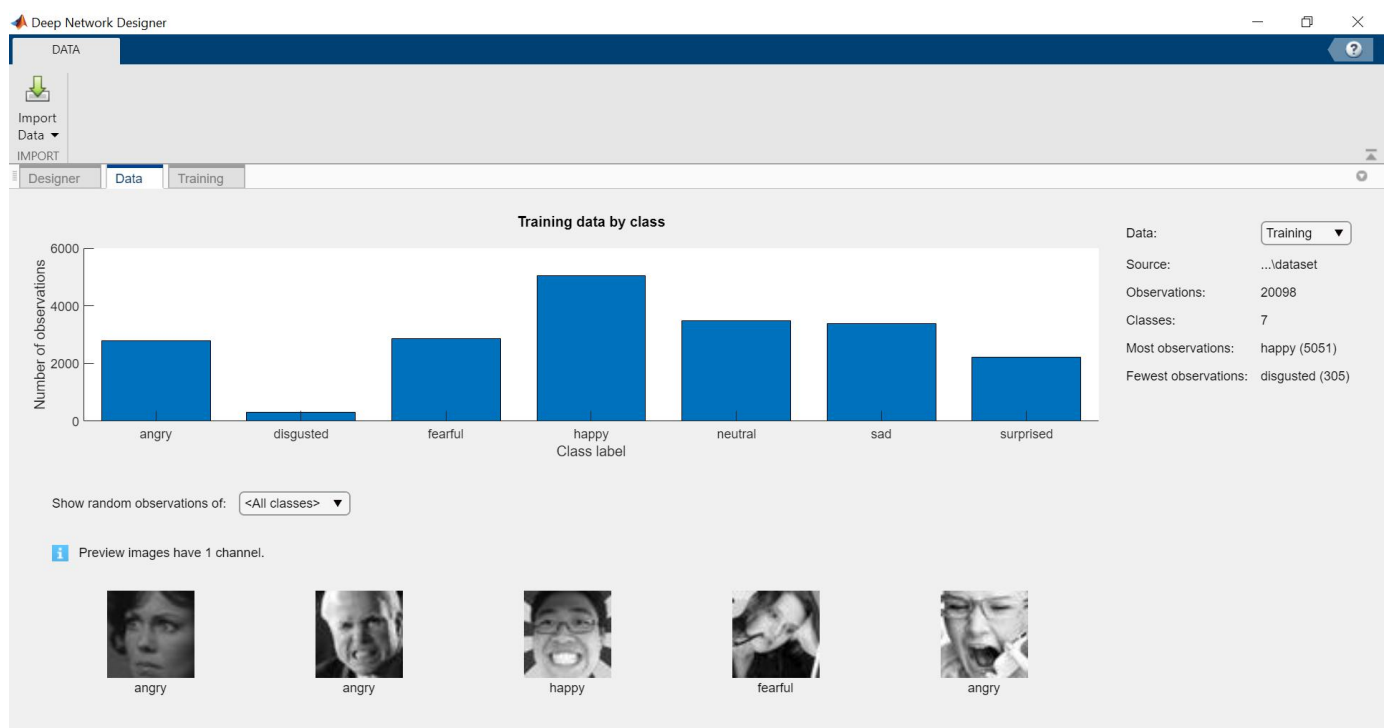 Deep Network Designer
DATA
Import
Data
IMPORT
Designer
Data
Training
Training data by class
6000
4000
2000
0
Number of observations
angry
disgusted
fearful
happy
neutral
sad
surprised
Class label
Data: Training
Source: ...\dataset
Observations: 20098
Classes: 7
Most observations: happy (5051)
Fewest observations: disgusted (305)
Show random observations of: <All classes>
Preview images have 1 channel.
angry
angry
happy
fearful
angry